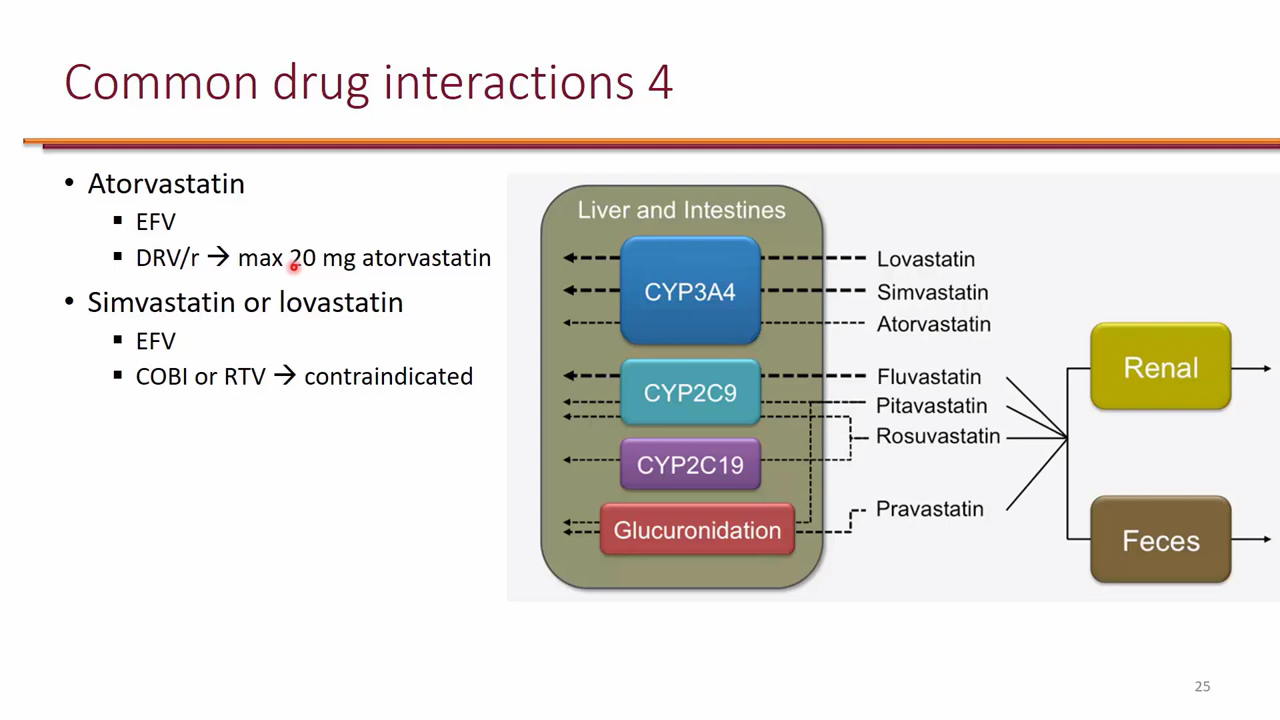 Common drug interactions 4
• Atorvastatin
▪ EFV
▪ DRV/r → max 20 mg atorvastatin
• Simvastatin or lovastatin
▪ EFV
▪ COBI or RTV → contraindicated
Liver and Intestines
CYP3A4
CYP2C9
CYP2C19
Glucuronidation
Lovastatin
Simvastatin
Atorvastatin
Fluvastatin
Pitavastatin
Rosuvastatin
Pravastatin
Renal
Feces
25